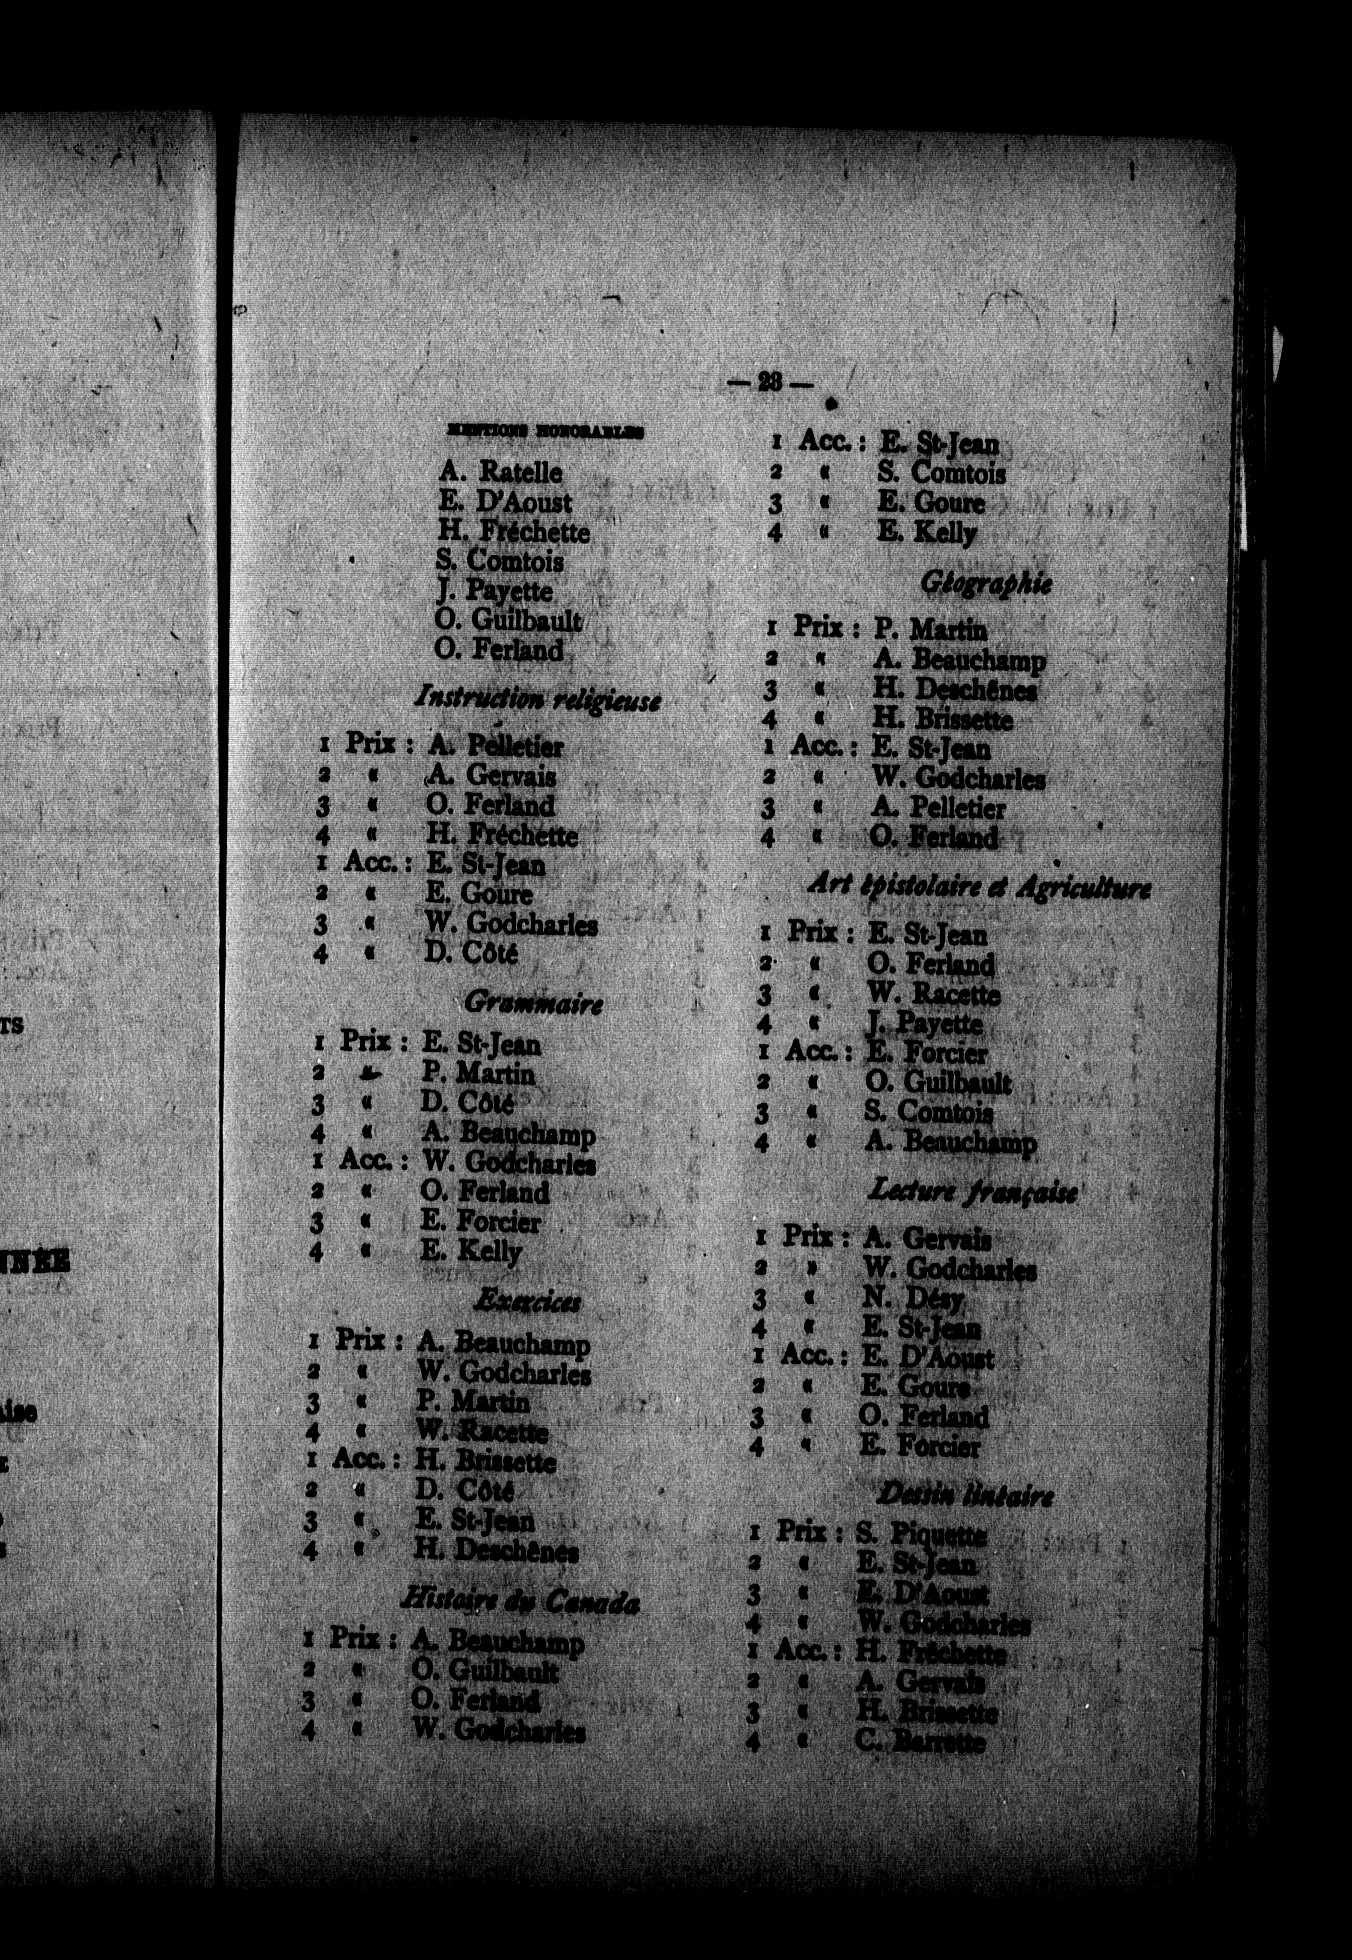 — 23 —
MENTIONS HONORABLES
A. Ratelle
E. D'Aoust
H. Fréchette
S. Comtois
J. Payette
O. Guilbault
O. Ferland
Instruction religieuse
1 Prix : A. Pelletier
2 " A. Gervais
3 " O. Ferland
4 " H. Fréchette
1 Acc. : E. St-Jean
2 " E. Goure
3 " W. Godcharles
4 " D. Côté
Grammaire
1 Prix : E. St-Jean
2 " P. Martin
3 " D. Côté
4 " A. Beauchamp
1 Acc. : W. Godcharles
2 " O. Ferland
3 " E. Forcier
4 " E. Kelly
Exercices
1 Prix : A. Beauchamp
2 " W. Godcharles
3 " P. Martin
4 " W. Racette
1 Acc. : H. Brissette
2 " D. Côté
3 " E. St-Jean
4 " H. Deschênes
Histoire du Canada
1 Prix : A. Beauchamp
2 " O. Guilbault
3 " O. Ferland
4 " W. Godcharles
1 Acc. : E. St-Jean
2 " S. Comtois
3 " E. Goure
4 " E. Kelly
Géographie
1 Prix : P. Martin
2 " A. Beauchamp
3 " H. Deschênes
4 " H. Brissette
1 Acc. : E. St-Jean
2 " W. Godcharles
3 " A. Pelletier
4 " O. Ferland
Art épistolaire et Agriculture
1 Prix : E. St-Jean
2 " O. Ferland
3 " W. Racette
4 " J. Payette
1 Acc. : E. Forcier
2 " O. Guilbault
3 " S. Comtois
4 " A. Beauchamp
Lecture française
1 Prix : A. Gervais
2 » W. Godcharles
3 " N. Désy
4 " E. St-Jean
1 Acc. : E. D'Aoust
2 " E. Goure
3 " O. Ferland
4 " E. Forcier
Dessin linéaire
1 Prix : S. Piquette
2 " E. St-Jean
3 " E. D'Aoust
4 " W. Godcharles
1 Acc. : H. Fréchette
2 " A. Gervais
3 " H. Brissette
4 " C. Barrette